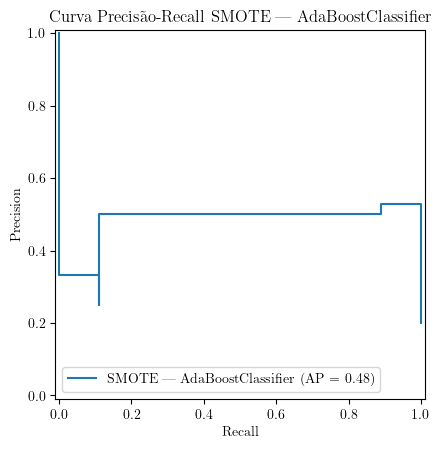 Curva Precisão-Recall SMOTE — AdaBoostClassifier
1.0
0.8
0.6
0.4
0.2
0.0
Precision
SMOTE — AdaBoostClassifier (AP = 0.48)
0.0 0.2 0.4 0.6 0.8 1.0
Recall